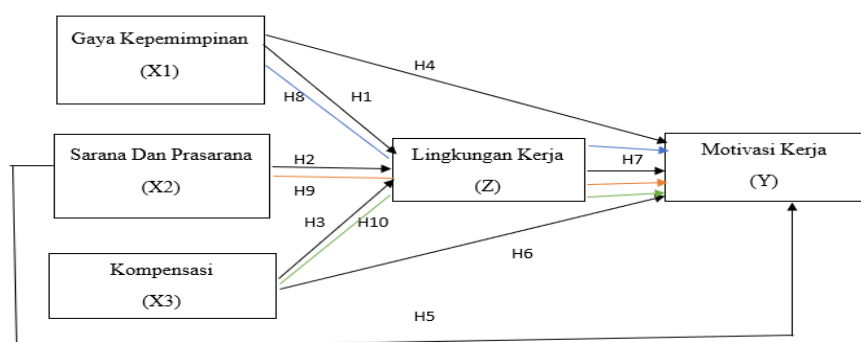 Gaya Kepemimpinan
(X1)
H4
H8
H1
Sarana Dan Prasarana
(X2)
H2
H9
Lingkungan Kerja
(Z)
H7
Motivasi Kerja
(Y)
H3
H10
Kompensasi
(X3)
H6
H5